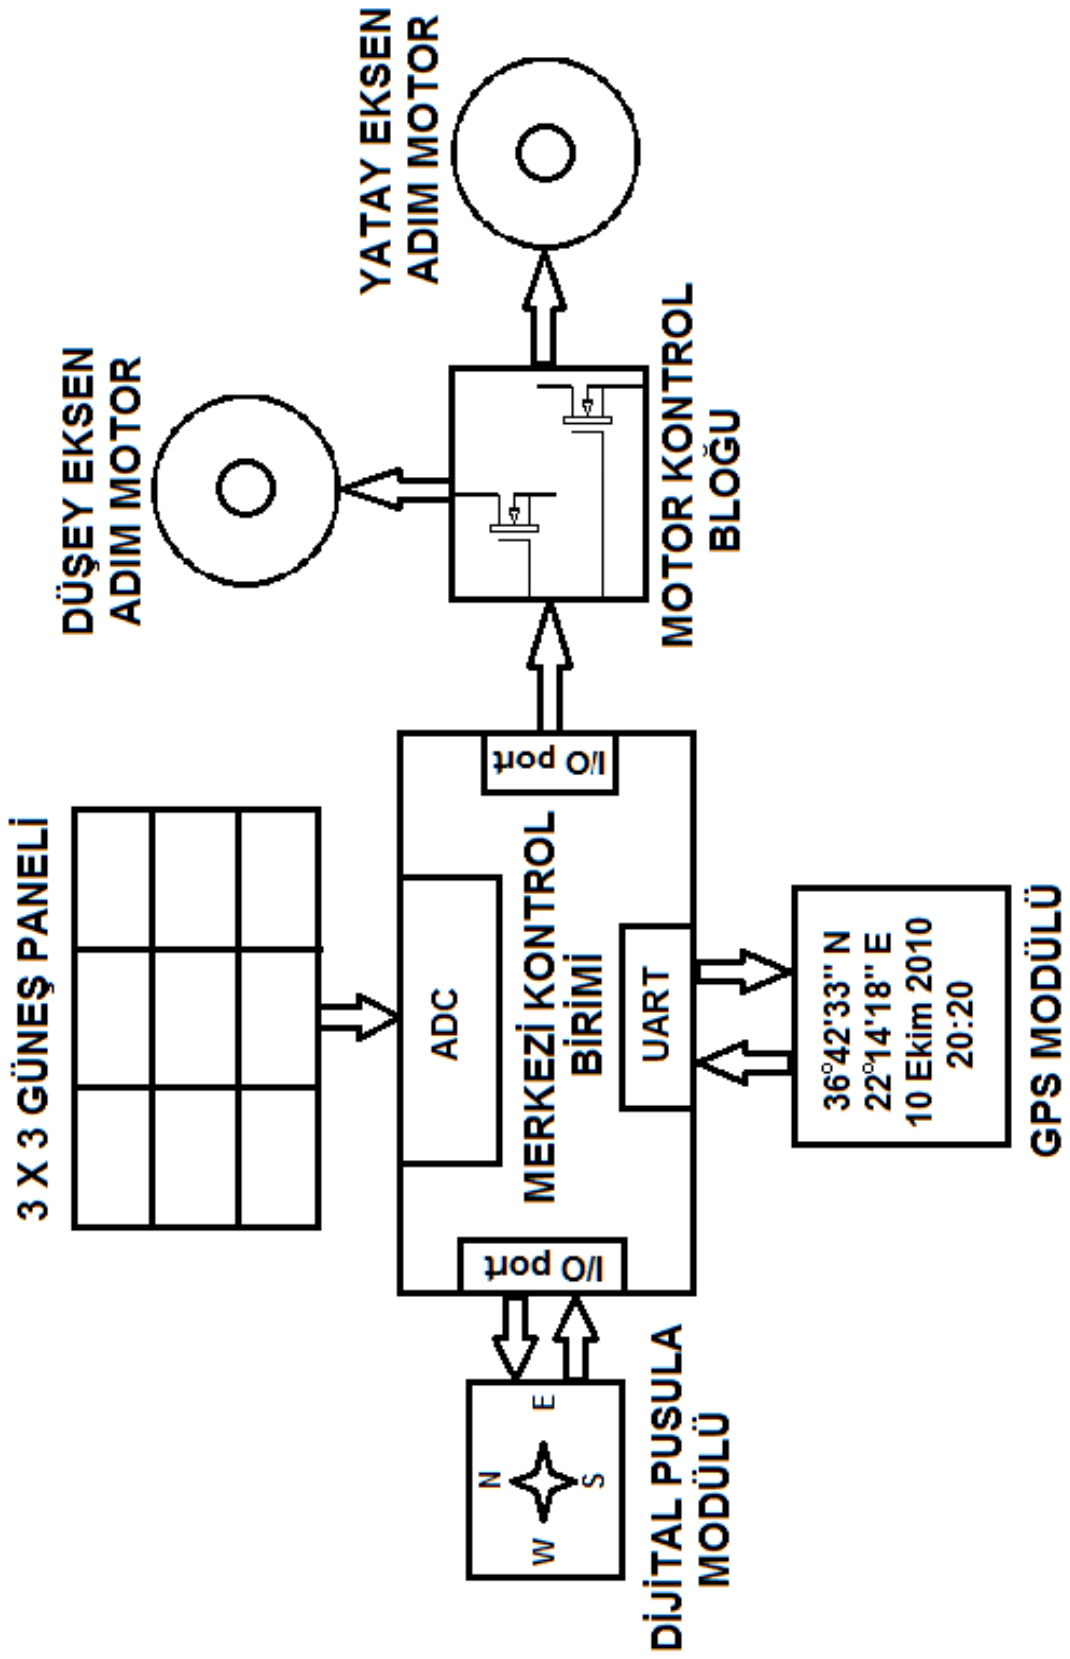 3 X 3 GÜNEŞ PANELİ
DÜŞEY EKSEN
ADIM MOTOR
YATAY EKSEN
ADIM MOTOR
ADC
I/O port
MERKEZİ KONTROL
BİRİMİ
I/O port
UART
N
W
E
S
DİJİTAL PUSULA
MODÜLÜ
MOTOR KONTROL
BLOĞU
36°42'33" N
22°14'18" E
10 Ekim 2010
20:20
GPS MODÜLÜ